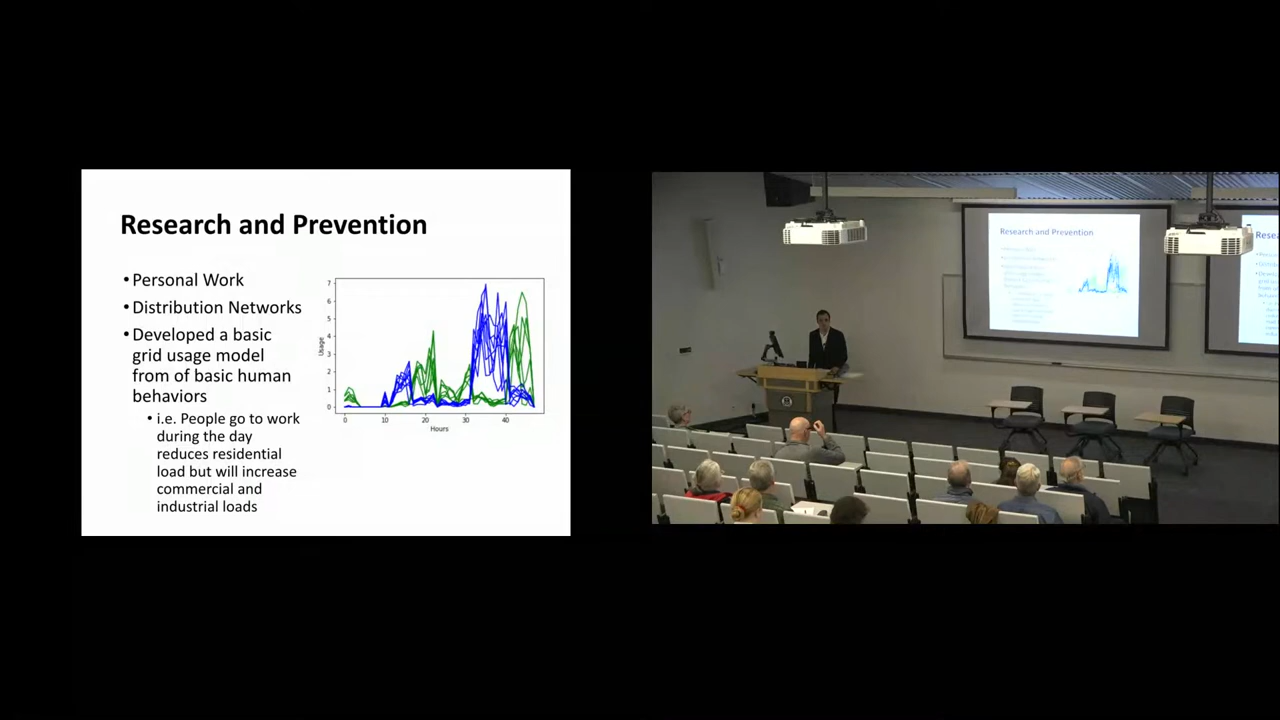 Research and Prevention
•Personal Work
•Distribution Networks
•Developed a basic
grid usage model
from of basic human
behaviors
•i.e. People go to work
during the day
reduces residential
load but will increase
commercial and
industrial loads
7
6
5
4
3
2
1
0
Usage
0
10
20
30
40
Hours
Research and Prevention
Resea